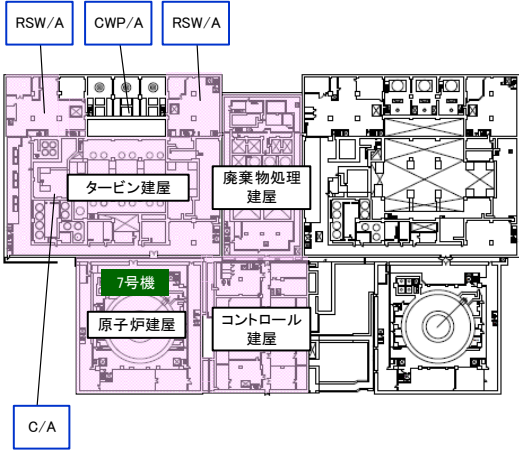 RSW/A
CWP/A
RSW/A
タービン建屋
廃棄物処理
建屋
7号機
原子炉建屋
コントロール
建屋
C/A